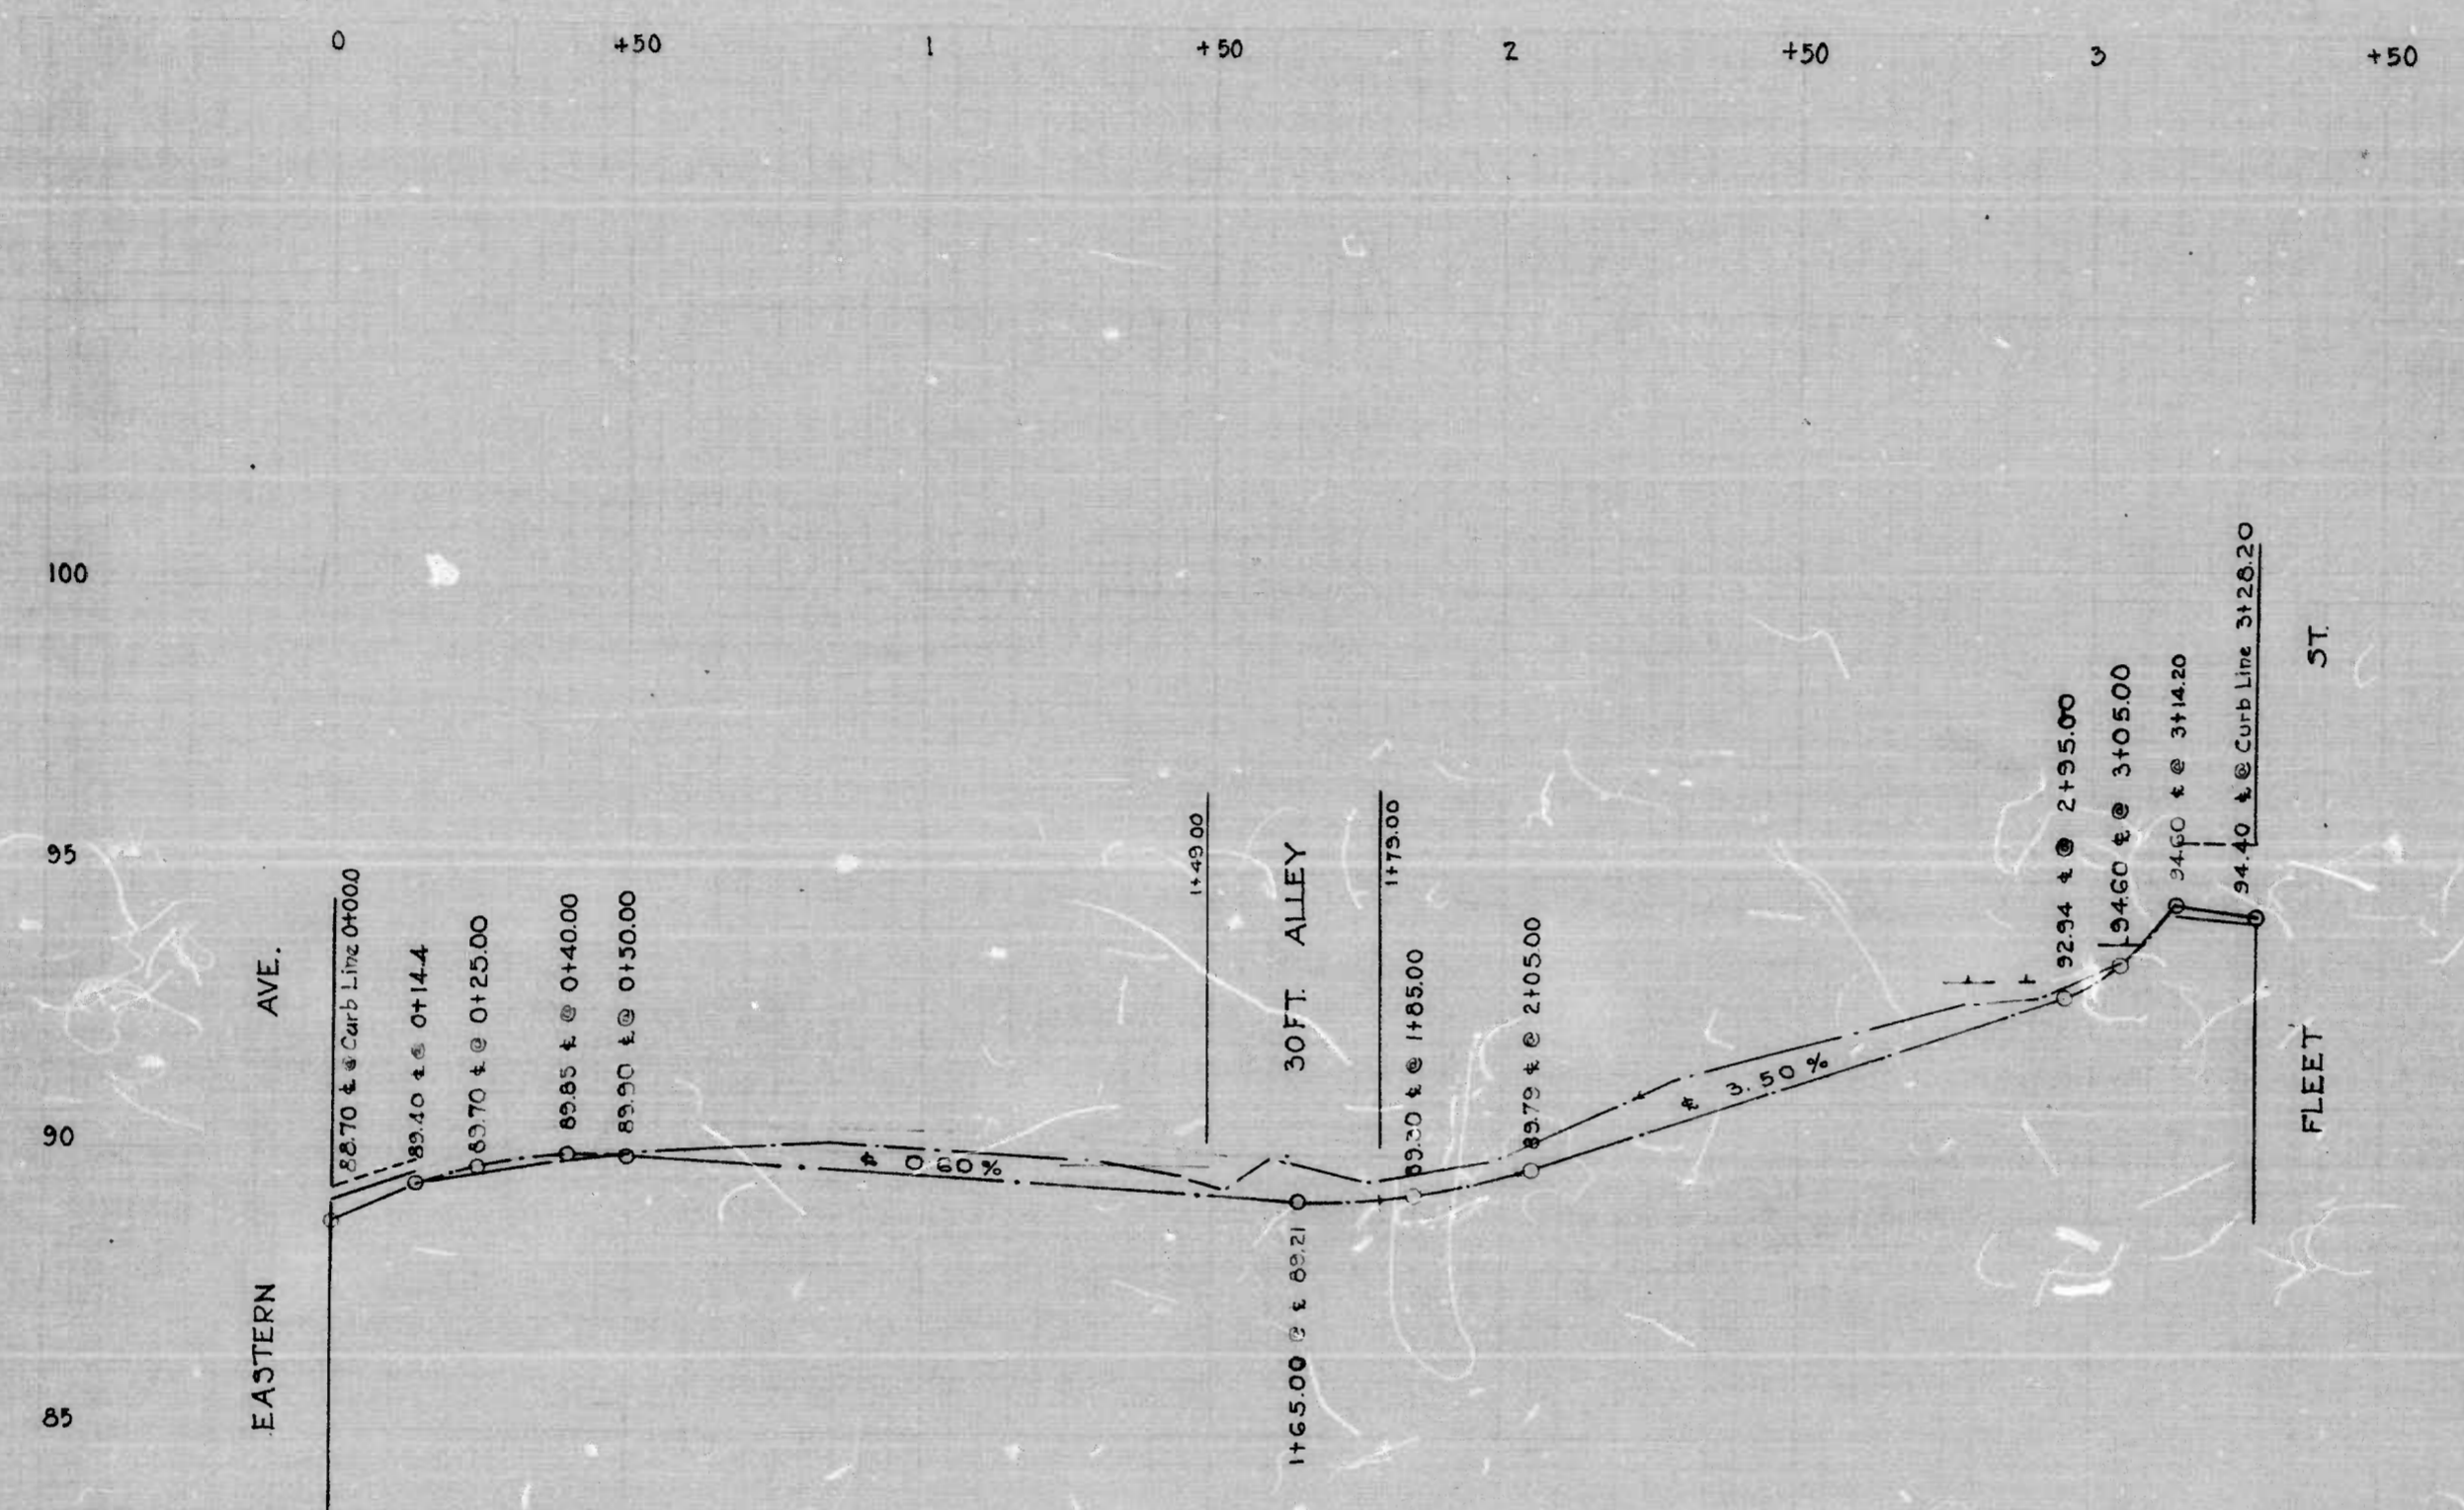 0 +50 1 +50 2 +50 3 +50
100
95
90
85
EASTERN AVE.
88.70 ℄ @ Curb Line 0+00.0
89.40 ℄ @ 0+14.4
89.70 ℄ @ 0+25.00
89.85 ℄ @ 0+40.00
89.90 ℄ @ 0+50.00
℄ 0.60%
1+49.00
30FT. ALLEY
1+79.00
1+65.00 @ ℄ 89.21
89.30 ℄ @ 1+85.00
89.79 ℄ @ 2+05.00
℄ 3.50%
92.94 ℄ @ 2+95.00
94.60 ℄ @ 3+05.00
94.60 ℄ @ 3+14.20
94.40 ℄ @ Curb Line 3+28.20
FLEET ST.